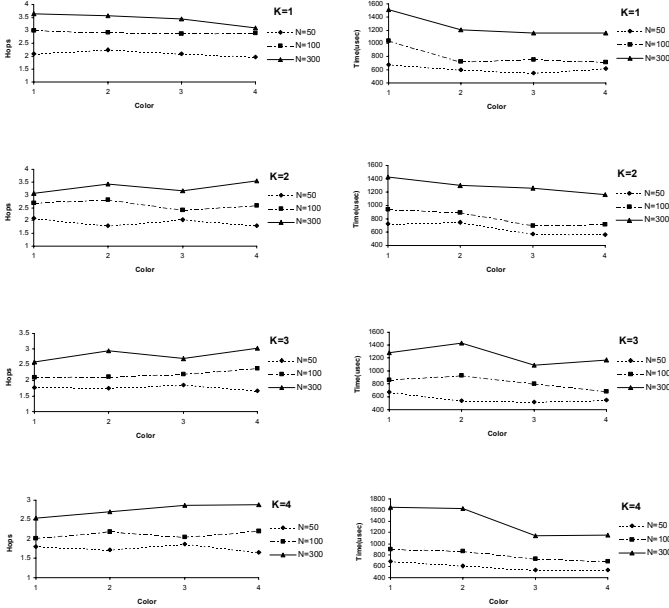 K=1
4
3.5
3
2.5
2
1.5
1
Hops
1 2 3 4
Color
N=50
N=100
N=300
K=1
1600
1400
1200
1000
800
600
400
Time(usec)
1 2 3 4
Color
N=50
N=100
N=300
K=2
4
3.5
3
2.5
2
1.5
1
Hops
1 2 3 4
Color
N=50
N=100
N=300
K=2
1600
1400
1200
1000
800
600
400
Time(usec)
1 2 3 4
Color
N=50
N=100
N=300
K=3
3.5
3
2.5
2
1.5
1
Hops
1 2 3 4
Color
N=50
N=100
N=300
K=3
1600
1400
1200
1000
800
600
400
Time(usec)
1 2 3 4
Color
N=50
N=100
N=300
K=4
3
2.5
2
1.5
1
Hops
1 2 3 4
Color
N=50
N=100
N=300
K=4
1800
1600
1400
1200
1000
800
600
400
Time(usec)
1 2 3 4
Color
N=50
N=100
N=300